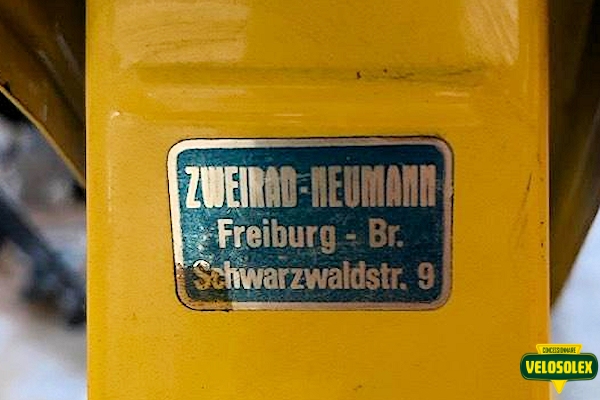 ZWEIRAD-NEUMANN
Freiburg - Br.
Schwarzwaldstr. 9
CONCESSIONNAIRE
VELOSOLEX